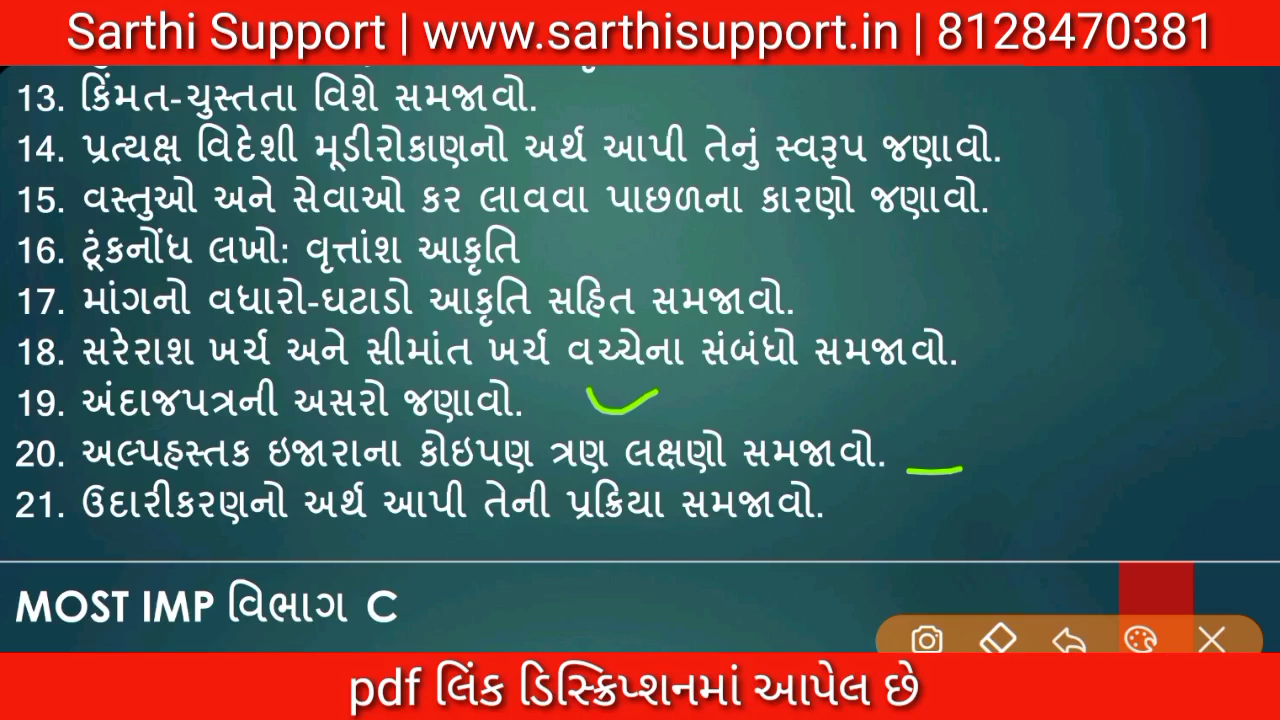 Sarthi Support | www.sarthisupport.in | 8128470381
13. કિંમત-ચુસ્તતા વિશે સમજાવો.
14. પ્રત્યક્ષ વિદેશી મૂડીરોકાણનો અર્થ આપી તેનું સ્વરૂપ જણાવો.
15. વસ્તુઓ અને સેવાઓ કર લાવવા પાછળના કારણો જણાવો.
16. ટૂંકનોંધ લખો: વૃત્તાંશ આકૃતિ
17. માંગનો વધારો-ઘટાડો આકૃતિ સહિત સમજાવો.
18. સરેરાશ ખર્ચ અને સીમાંત ખર્ચ વચ્ચેના સંબંધો સમજાવો.
19. અંદાજપત્રની અસરો જણાવો.
20. અલ્પહસ્તક ઇજારાના કોઇપણ ત્રણ લક્ષણો સમજાવો.
21. ઉદારીકરણનો અર્થ આપી તેની પ્રક્રિયા સમજાવો.
MOST IMP વિભાગ C
pdf લિંક ડિસ્ક્રિપ્શનમાં આપેલ છે